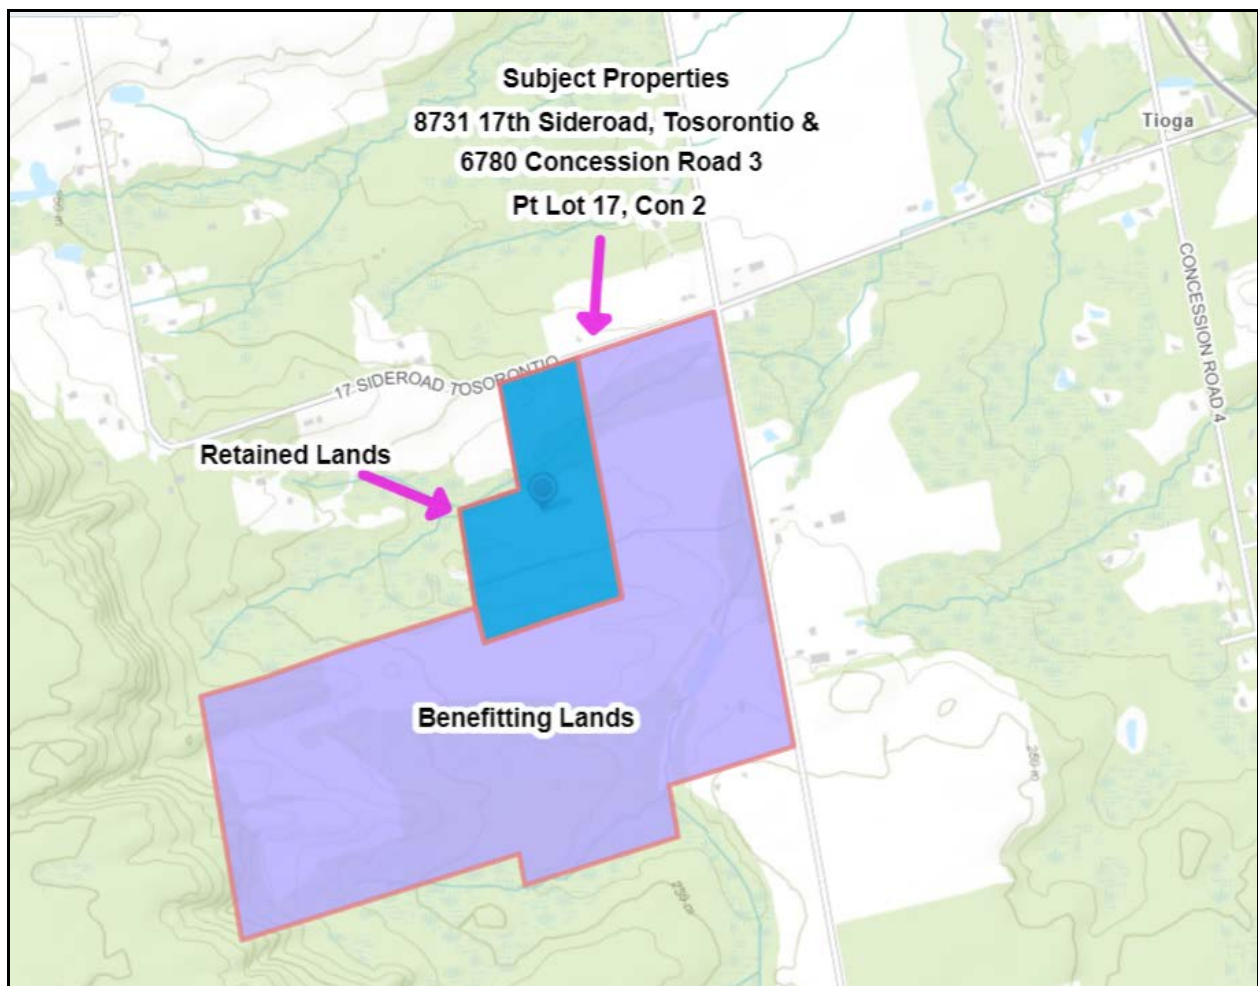 Subject Properties
8731 17th Sideroad, Tosorontio &
6780 Concession Road 3
Pt Lot 17, Con 2
Tioga
CONCESSION ROAD 4
17 SIDEROAD TOSORONTIO
Retained Lands
Benefitting Lands